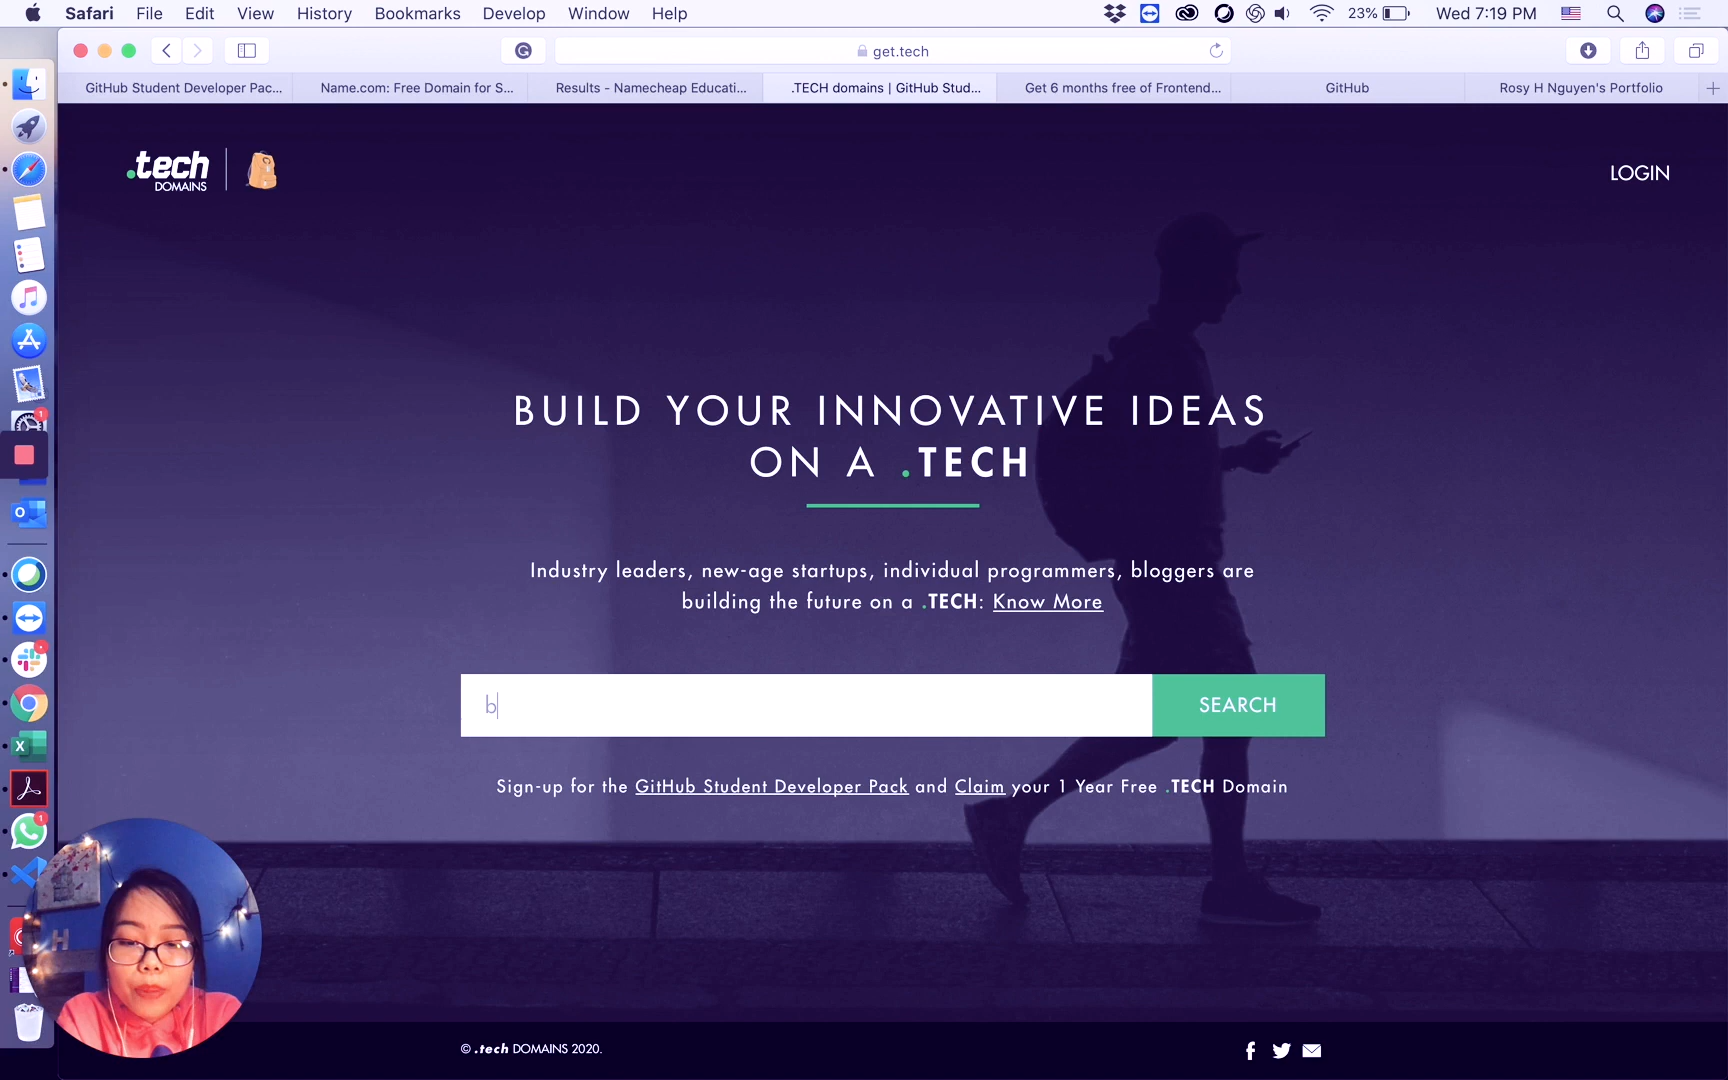 Safari File Edit View History Bookmarks Develop Window Help 23% Wed 7:19 PM
get.tech
GitHub Student Developer Pac... Name.com: Free Domain for S... Results - Namecheap Educati... .TECH domains | GitHub Stud... Get 6 months free of Frontend... GitHub Rosy H Nguyen's Portfolio
.tech
DOMAINS
LOGIN
BUILD YOUR INNOVATIVE IDEAS
ON A .TECH
Industry leaders, new-age startups, individual programmers, bloggers are
building the future on a .TECH: Know More
b
SEARCH
Sign-up for the GitHub Student Developer Pack and Claim your 1 Year Free .TECH Domain
© .tech DOMAINS 2020.